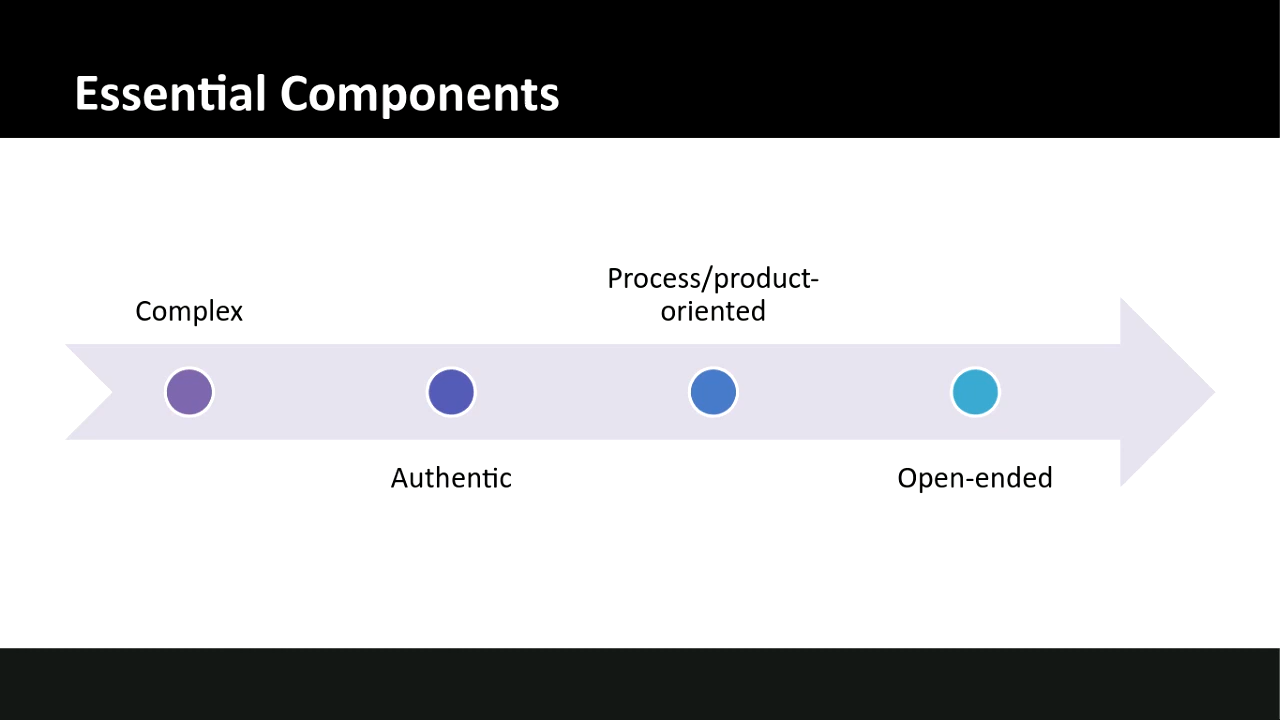 Essential Components
Complex
Authentic
Process/product-
oriented
Open-ended